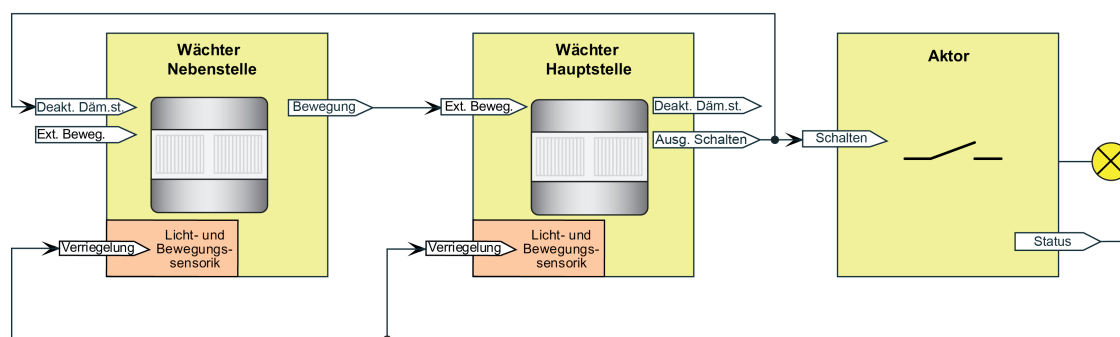 Wächter
Nebenstelle
Deakt. Däm.st.
Ext. Beweg.
Bewegung
Verriegelung
Licht- und
Bewegungs-
sensorik
Wächter
Hauptstelle
Ext. Beweg.
Deakt. Däm.st.
Ausg. Schalten
Verriegelung
Licht- und
Bewegungs-
sensorik
Aktor
Schalten
Status